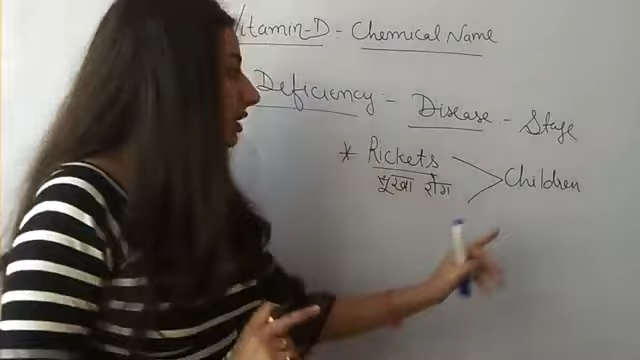 Vitamin-D - Chemical Name
Deficiency - Disease - Stage
* Rickets
सूखा रोग
Children